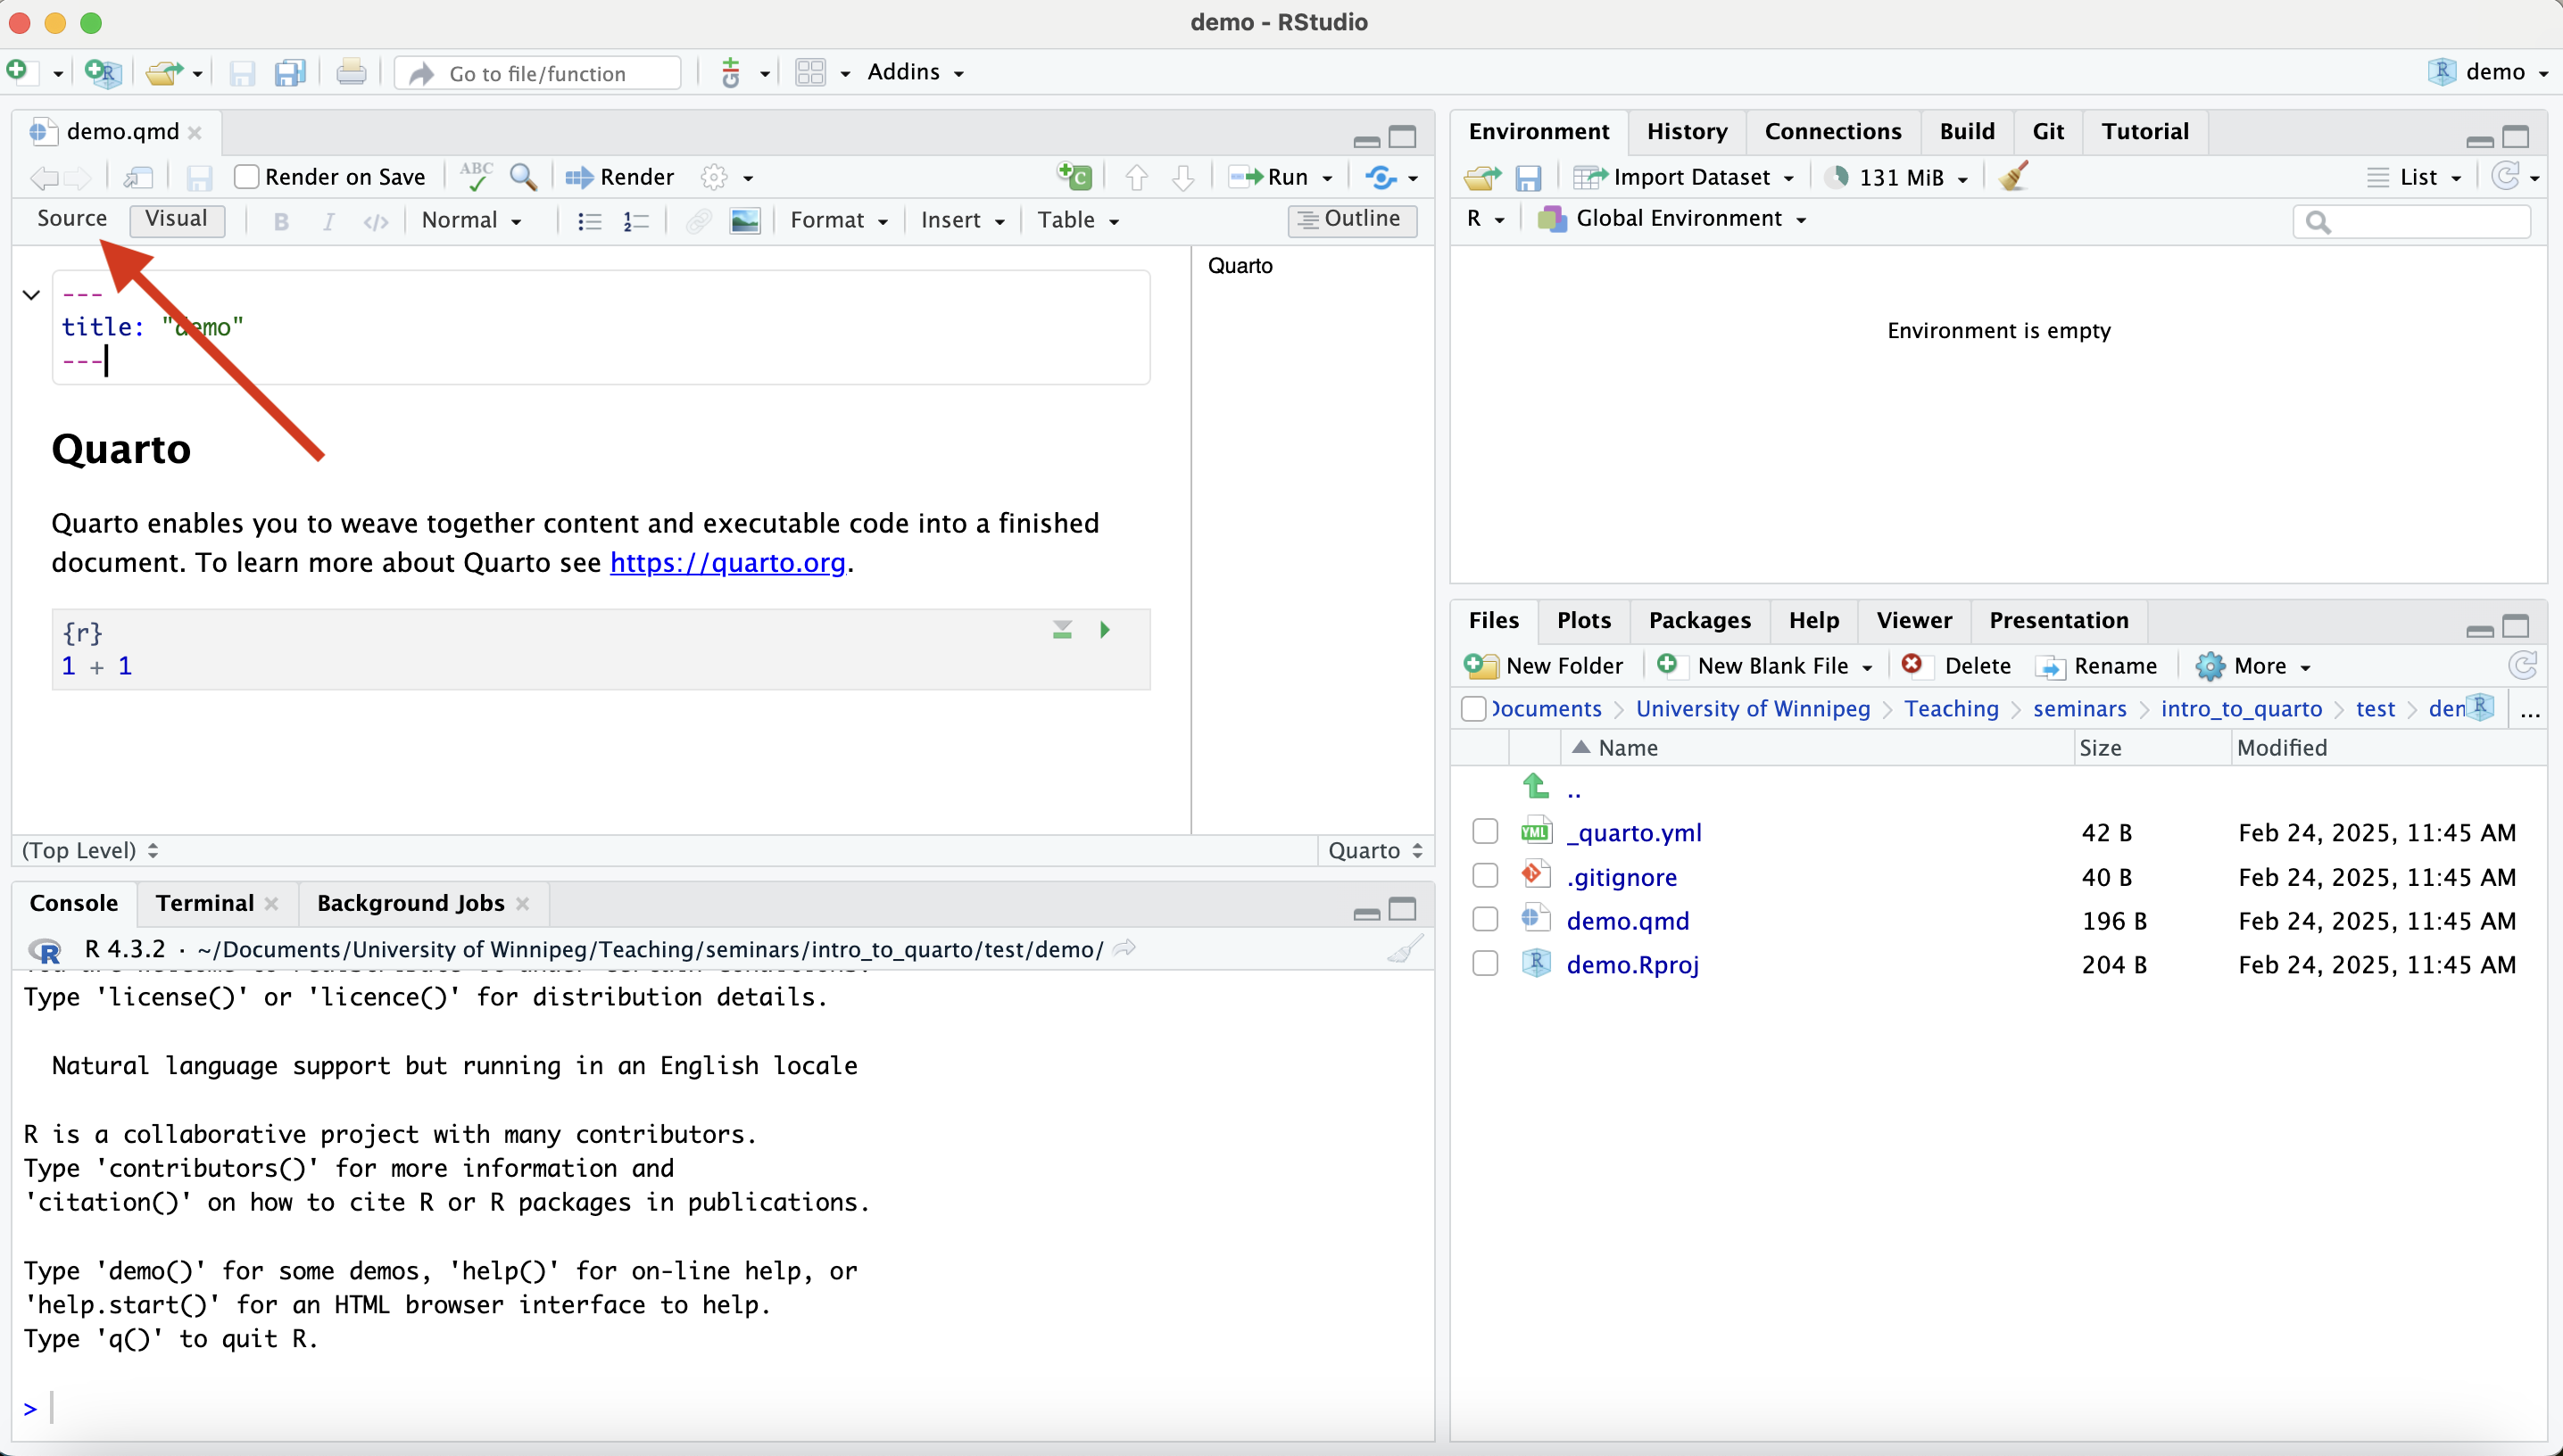 demo - RStudio
Go to file/function
Addins
demo
demo.qmd
Render on Save
ABC
Render
Run
Source
Visual
B
I
</>
Normal
Format
Insert
Table
Outline
---
title: "demo"
---
Quarto
Quarto enables you to weave together content and executable code into a finished
document. To learn more about Quarto see https://quarto.org.
{r}
1 + 1
Quarto
(Top Level)
Quarto
Console
Terminal
Background Jobs
R 4.3.2 · ~/Documents/University of Winnipeg/Teaching/seminars/intro_to_quarto/test/demo/
Type 'license()' or 'licence()' for distribution details.
Natural language support but running in an English locale
R is a collaborative project with many contributors.
Type 'contributors()' for more information and
'citation()' on how to cite R or R packages in publications.
Type 'demo()' for some demos, 'help()' for on-line help, or
'help.start()' for an HTML browser interface to help.
Type 'q()' to quit R.
>
Environment
History
Connections
Build
Git
Tutorial
Import Dataset
131 MiB
List
R
Global Environment
Environment is empty
Files
Plots
Packages
Help
Viewer
Presentation
New Folder
New Blank File
Delete
Rename
More
Documents > University of Winnipeg > Teaching > seminars > intro_to_quarto > test > den
...
Name Size Modified
..
YML _quarto.yml 42 B Feb 24, 2025, 11:45 AM
.gitignore 40 B Feb 24, 2025, 11:45 AM
demo.qmd 196 B Feb 24, 2025, 11:45 AM
demo.Rproj 204 B Feb 24, 2025, 11:45 AM